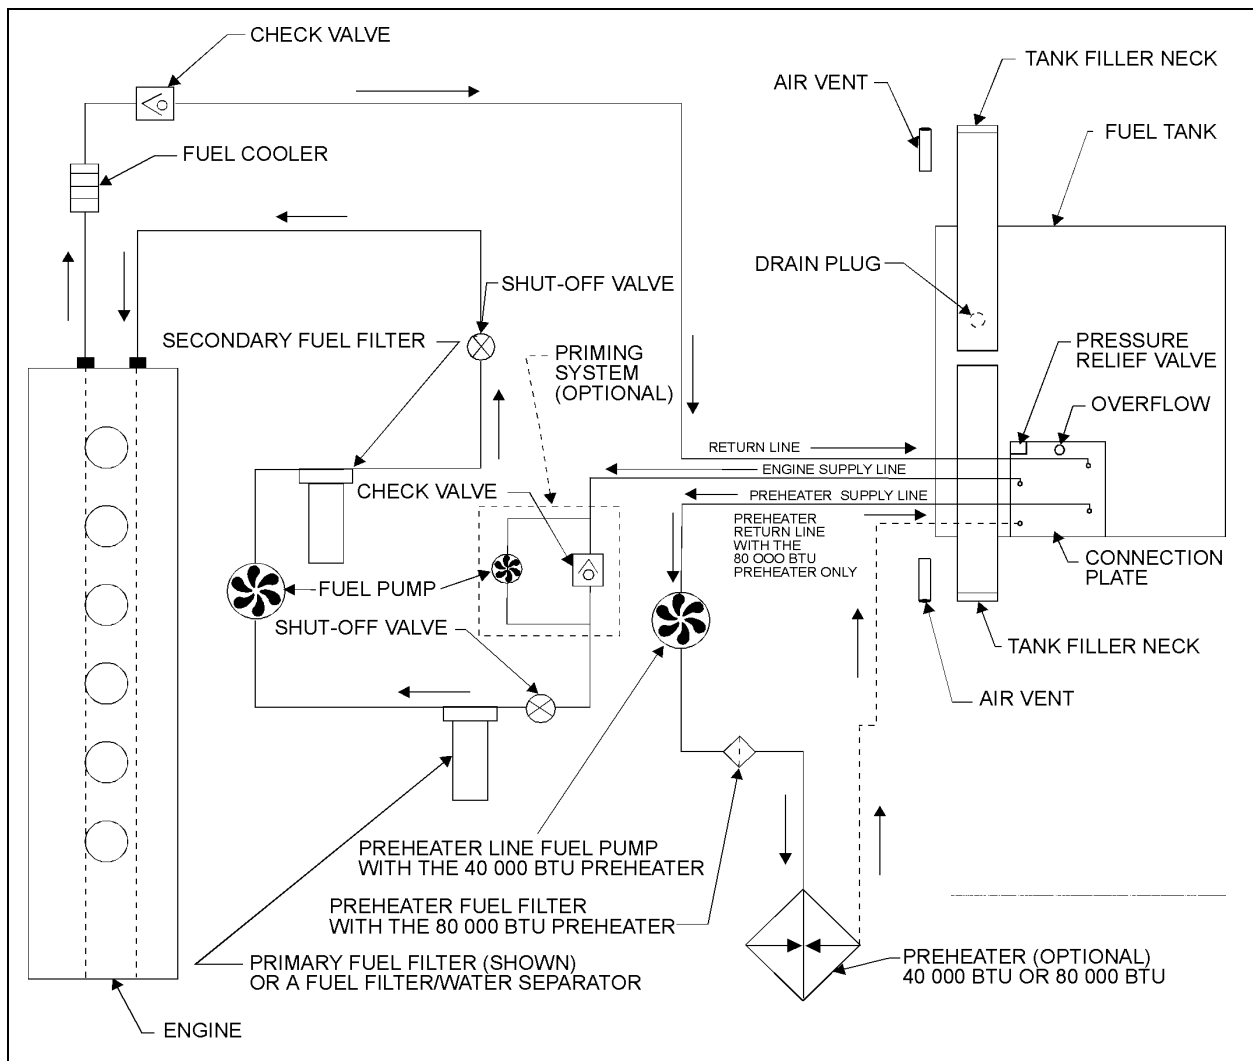 CHECK VALVE
TANK FILLER NECK
AIR VENT
FUEL TANK
FUEL COOLER
DRAIN PLUG
SHUT-OFF VALVE
SECONDARY FUEL FILTER
PRIMING
SYSTEM
(OPTIONAL)
PRESSURE
RELIEF VALVE
OVERFLOW
RETURN LINE
ENGINE SUPPLY LINE
CHECK VALVE
PREHEATER SUPPLY LINE
PREHEATER
RETURN LINE
WITH THE
80 OOO BTU
PREHEATER ONLY
CONNECTION
PLATE
FUEL PUMP
SHUT-OFF VALVE
TANK FILLER NECK
AIR VENT
PREHEATER LINE FUEL PUMP
WITH THE 40 000 BTU PREHEATER
PREHEATER FUEL FILTER
WITH THE 80 000 BTU PREHEATER
PRIMARY FUEL FILTER (SHOWN)
OR A FUEL FILTER/WATER SEPARATOR
PREHEATER (OPTIONAL)
40 000 BTU OR 80 000 BTU
ENGINE